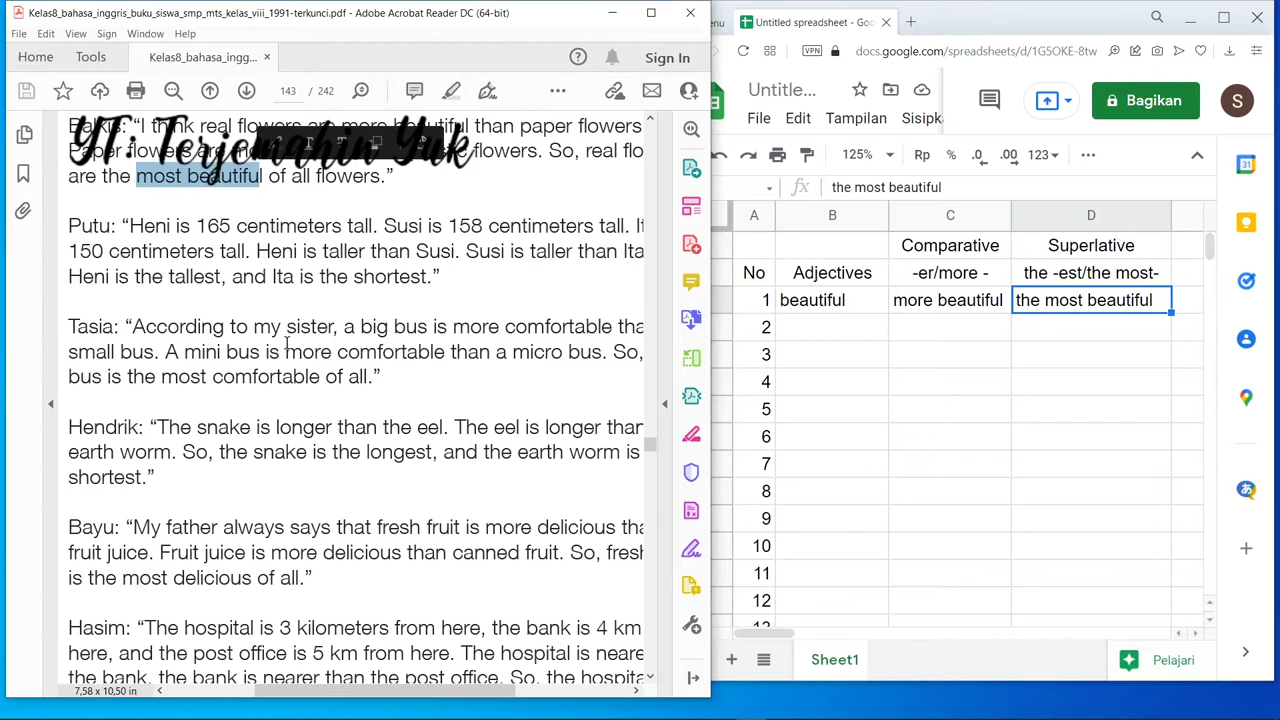 Kelas8_bahasa_inggris_buku_siswa_smp_mts_kelas_viii_1991-terkunci.pdf - Adobe Acrobat Reader DC (64-bit)
File Edit View Sign Window Help
Home Tools Kelas8_bahasa_ingg... × Sign In
143 / 242
YT: Terjemahin Yuk
than paper flowers
flowers. So, real flo
are the most beautiful of all flowers.”
Putu: “Heni is 165 centimeters tall. Susi is 158 centimeters tall. It
150 centimeters tall. Heni is taller than Susi. Susi is taller than Ita
Heni is the tallest, and Ita is the shortest.”
Tasia: “According to my sister, a big bus is more comfortable tha
small bus. A mini bus is more comfortable than a micro bus. So,
bus is the most comfortable of all.”
Hendrik: “The snake is longer than the eel. The eel is longer than
earth worm. So, the snake is the longest, and the earth worm is
shortest.”
Bayu: “My father always says that fresh fruit is more delicious tha
fruit juice. Fruit juice is more delicious than canned fruit. So, fresh
is the most delicious of all.”
Hasim: “The hospital is 3 kilometers from here, the bank is 4 km
here, and the post office is 5 km from here. The hospital is neare
the bank, the bank is nearer than the post office. So, the hospita
7,58 x 10,50 in
enu Untitled spreadsheet - Goo ×
VPN docs.google.com/spreadsheets/d/1G5OKE-8tw
Untitled...
File Edit Tampilan Sisipk
Bagikan S
125% Rp % .0 .00 123
fx the most beautiful
A B C D
Comparative Superlative
No Adjectives -er/more - the -est/the most-
1 beautiful more beautiful the most beautiful
2
3
4
5
6
7
8
9
10
11
12
Sheet1 Pelajari